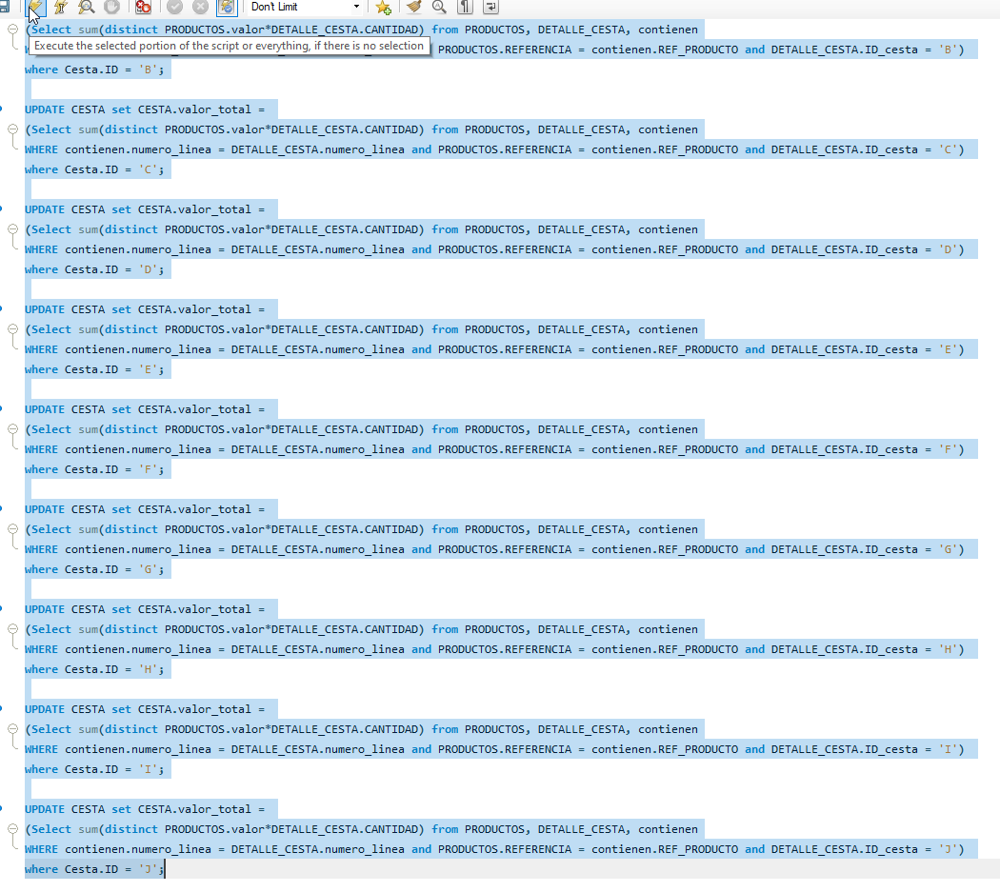 Don't Limit
(Select sum(distinct PRODUCTOS.valor*DETALLE_CESTA.CANTIDAD) from PRODUCTOS, DETALLE_CESTA, contienen
Execute the selected portion of the script or everything, if there is no selection
PRODUCTOS.REFERENCIA = contienen.REF_PRODUCTO and DETALLE_CESTA.ID_cesta = 'B')
where Cesta.ID = 'B';
UPDATE CESTA set CESTA.valor_total =
(Select sum(distinct PRODUCTOS.valor*DETALLE_CESTA.CANTIDAD) from PRODUCTOS, DETALLE_CESTA, contienen
WHERE contienen.numero_linea = DETALLE_CESTA.numero_linea and PRODUCTOS.REFERENCIA = contienen.REF_PRODUCTO and DETALLE_CESTA.ID_cesta = 'C')
where Cesta.ID = 'C';
UPDATE CESTA set CESTA.valor_total =
(Select sum(distinct PRODUCTOS.valor*DETALLE_CESTA.CANTIDAD) from PRODUCTOS, DETALLE_CESTA, contienen
WHERE contienen.numero_linea = DETALLE_CESTA.numero_linea and PRODUCTOS.REFERENCIA = contienen.REF_PRODUCTO and DETALLE_CESTA.ID_cesta = 'D')
where Cesta.ID = 'D';
UPDATE CESTA set CESTA.valor_total =
(Select sum(distinct PRODUCTOS.valor*DETALLE_CESTA.CANTIDAD) from PRODUCTOS, DETALLE_CESTA, contienen
WHERE contienen.numero_linea = DETALLE_CESTA.numero_linea and PRODUCTOS.REFERENCIA = contienen.REF_PRODUCTO and DETALLE_CESTA.ID_cesta = 'E')
where Cesta.ID = 'E';
UPDATE CESTA set CESTA.valor_total =
(Select sum(distinct PRODUCTOS.valor*DETALLE_CESTA.CANTIDAD) from PRODUCTOS, DETALLE_CESTA, contienen
WHERE contienen.numero_linea = DETALLE_CESTA.numero_linea and PRODUCTOS.REFERENCIA = contienen.REF_PRODUCTO and DETALLE_CESTA.ID_cesta = 'F')
where Cesta.ID = 'F';
UPDATE CESTA set CESTA.valor_total =
(Select sum(distinct PRODUCTOS.valor*DETALLE_CESTA.CANTIDAD) from PRODUCTOS, DETALLE_CESTA, contienen
WHERE contienen.numero_linea = DETALLE_CESTA.numero_linea and PRODUCTOS.REFERENCIA = contienen.REF_PRODUCTO and DETALLE_CESTA.ID_cesta = 'G')
where Cesta.ID = 'G';
UPDATE CESTA set CESTA.valor_total =
(Select sum(distinct PRODUCTOS.valor*DETALLE_CESTA.CANTIDAD) from PRODUCTOS, DETALLE_CESTA, contienen
WHERE contienen.numero_linea = DETALLE_CESTA.numero_linea and PRODUCTOS.REFERENCIA = contienen.REF_PRODUCTO and DETALLE_CESTA.ID_cesta = 'H')
where Cesta.ID = 'H';
UPDATE CESTA set CESTA.valor_total =
(Select sum(distinct PRODUCTOS.valor*DETALLE_CESTA.CANTIDAD) from PRODUCTOS, DETALLE_CESTA, contienen
WHERE contienen.numero_linea = DETALLE_CESTA.numero_linea and PRODUCTOS.REFERENCIA = contienen.REF_PRODUCTO and DETALLE_CESTA.ID_cesta = 'I')
where Cesta.ID = 'I';
UPDATE CESTA set CESTA.valor_total =
(Select sum(distinct PRODUCTOS.valor*DETALLE_CESTA.CANTIDAD) from PRODUCTOS, DETALLE_CESTA, contienen
WHERE contienen.numero_linea = DETALLE_CESTA.numero_linea and PRODUCTOS.REFERENCIA = contienen.REF_PRODUCTO and DETALLE_CESTA.ID_cesta = 'J')
where Cesta.ID = 'J';